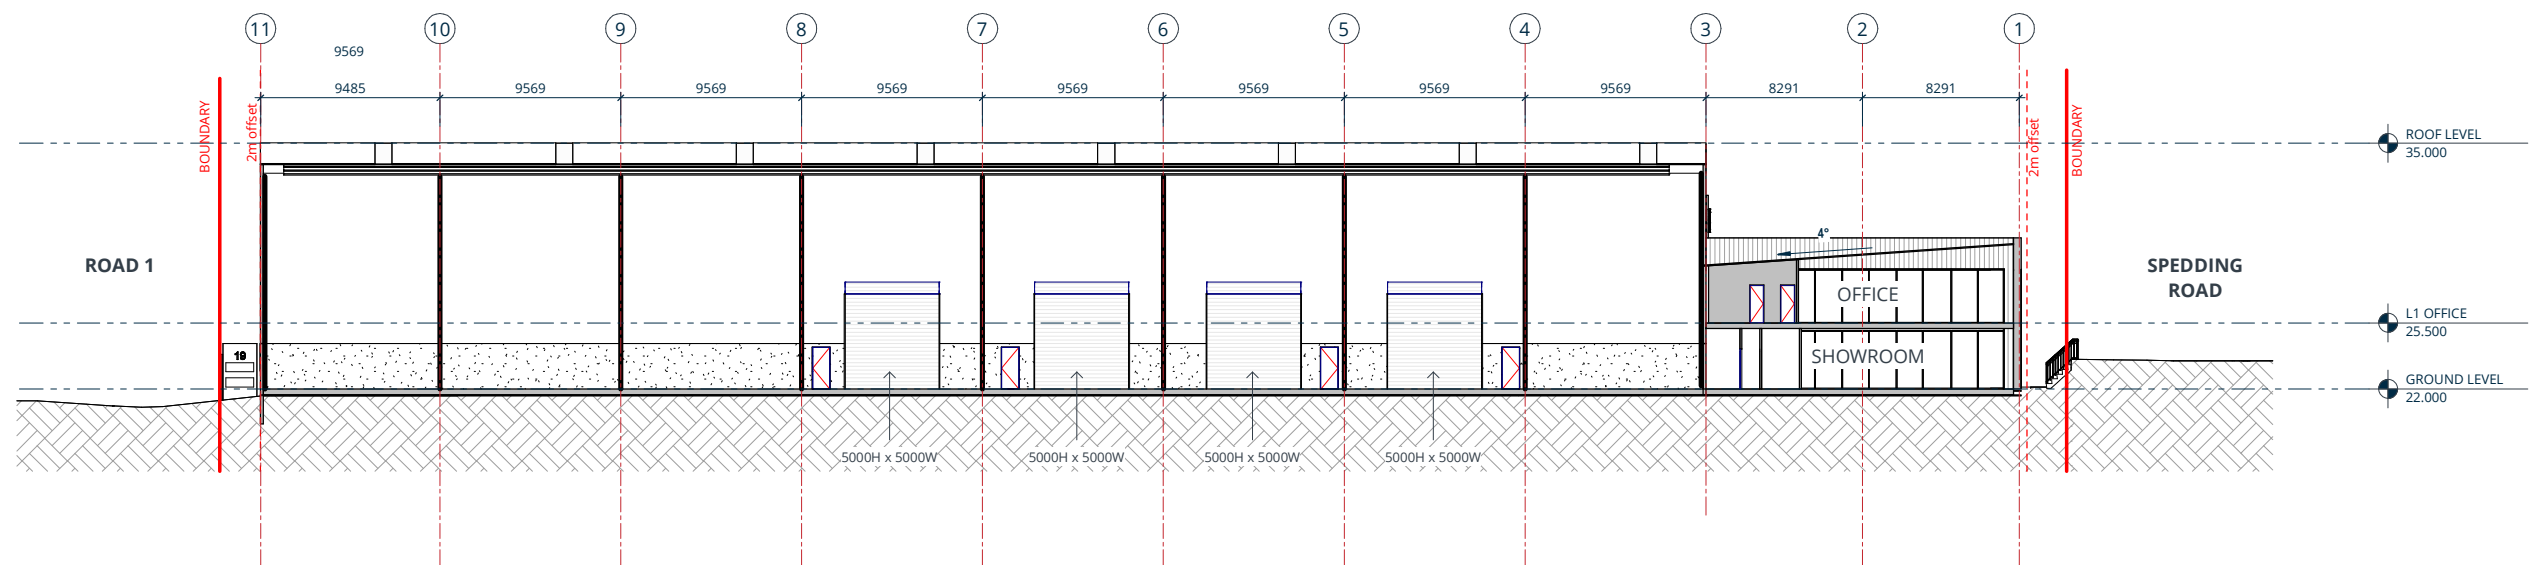 11 10 9 8 7 6 5 4 3 2 1
9569
9485 9569 9569 9569 9569 9569 9569 9569 8291 8291
BOUNDARY
2m offset
2m offset
BOUNDARY
ROOF LEVEL
35.000
4°
ROAD 1
SPEDDING
ROAD
OFFICE
L1 OFFICE
25.500
19
SHOWROOM
GROUND LEVEL
22.000
5000H x 5000W 5000H x 5000W 5000H x 5000W 5000H x 5000W